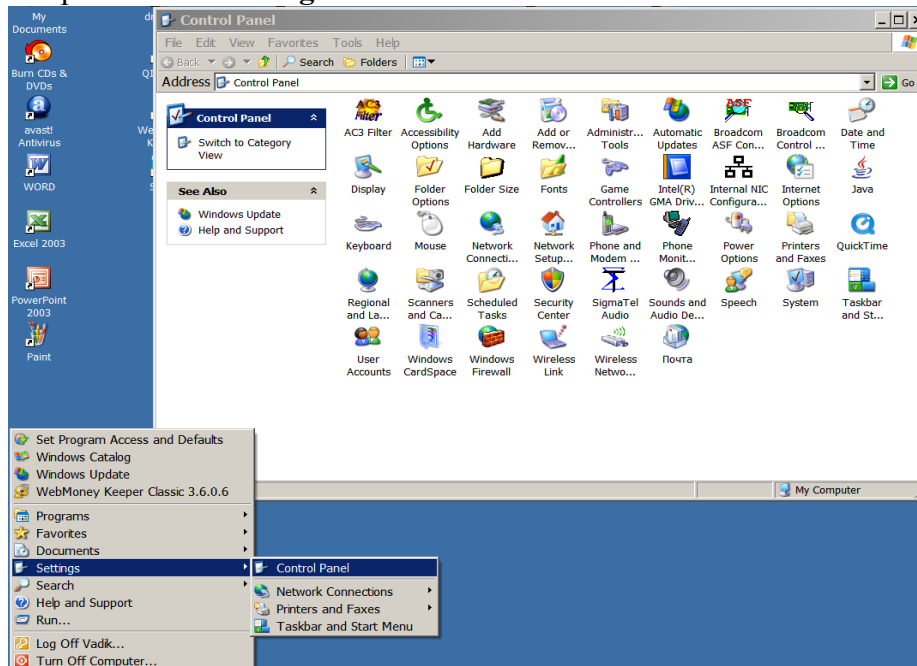 My
Documents
Burn CDs &
DVDs
avast!
Antivirus
WORD
Excel 2003
PowerPoint
2003
Paint
Control Panel
File Edit View Favorites Tools Help
Back Search Folders
Address Control Panel Go
Control Panel
Switch to Category
View
See Also
Windows Update
Help and Support
AC3 Filter
Accessibility
Options
Add
Hardware
Add or
Remov...
Administr...
Tools
Automatic
Updates
Broadcom
ASF Con...
Broadcom
Control ...
Date and
Time
Display
Folder
Options
Folder Size
Fonts
Game
Controllers
Intel(R)
GMA Driv...
Internal NIC
Configura...
Internet
Options
Java
Keyboard
Mouse
Network
Connecti...
Network
Setup...
Phone and
Modem ...
Phone
Monit...
Power
Options
Printers
and Faxes
QuickTime
Regional
and La...
Scanners
and Ca...
Scheduled
Tasks
Security
Center
SigmaTel
Audio
Sounds and
Audio De...
Speech
System
Taskbar
and St...
User
Accounts
Windows
CardSpace
Windows
Firewall
Wireless
Link
Wireless
Netwo...
Почта
My Computer
Set Program Access and Defaults
Windows Catalog
Windows Update
WebMoney Keeper Classic 3.6.0.6
Programs
Favorites
Documents
Settings
Search
Help and Support
Run...
Log Off Vadik...
Turn Off Computer...
Control Panel
Network Connections
Printers and Faxes
Taskbar and Start Menu